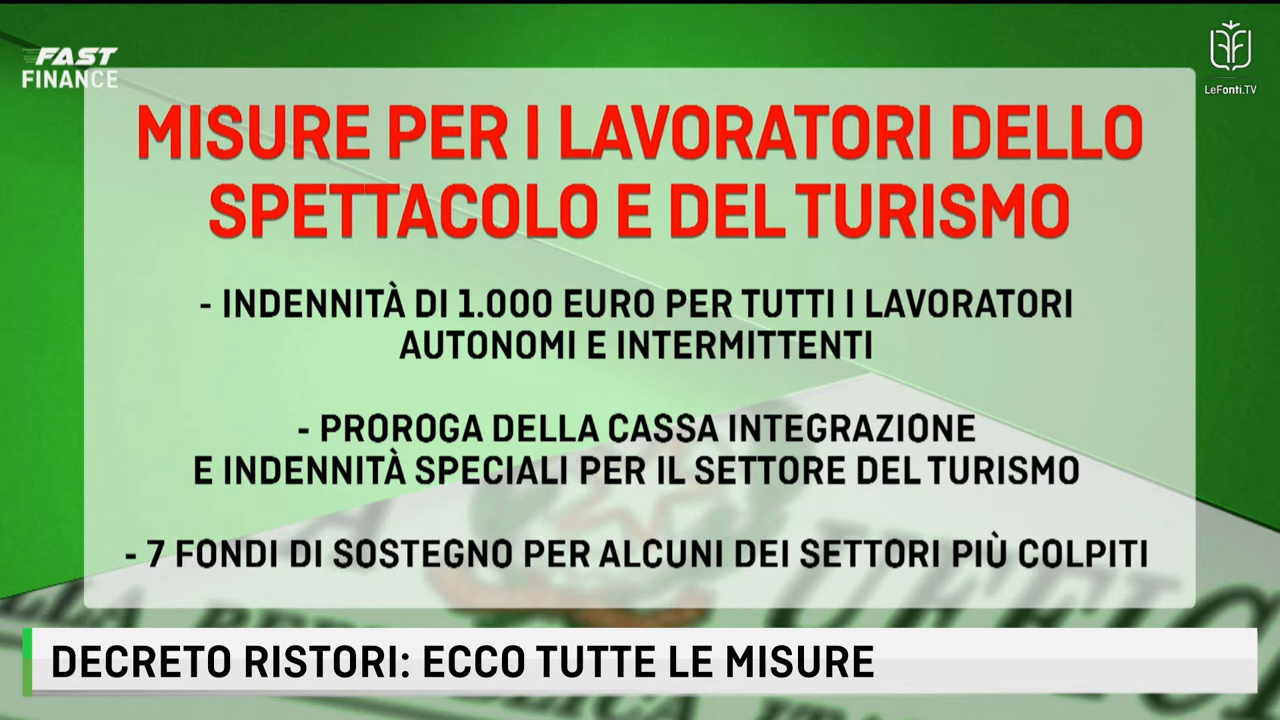 FAST
FINANCE
LeFonti.TV
MISURE PER I LAVORATORI DELLO
SPETTACOLO E DEL TURISMO
- INDENNITÀ DI 1.000 EURO PER TUTTI I LAVORATORI
AUTONOMI E INTERMITTENTI
- PROROGA DELLA CASSA INTEGRAZIONE
E INDENNITÀ SPECIALI PER IL SETTORE DEL TURISMO
- 7 FONDI DI SOSTEGNO PER ALCUNI DEI SETTORI PIÙ COLPITI
DECRETO RISTORI: ECCO TUTTE LE MISURE